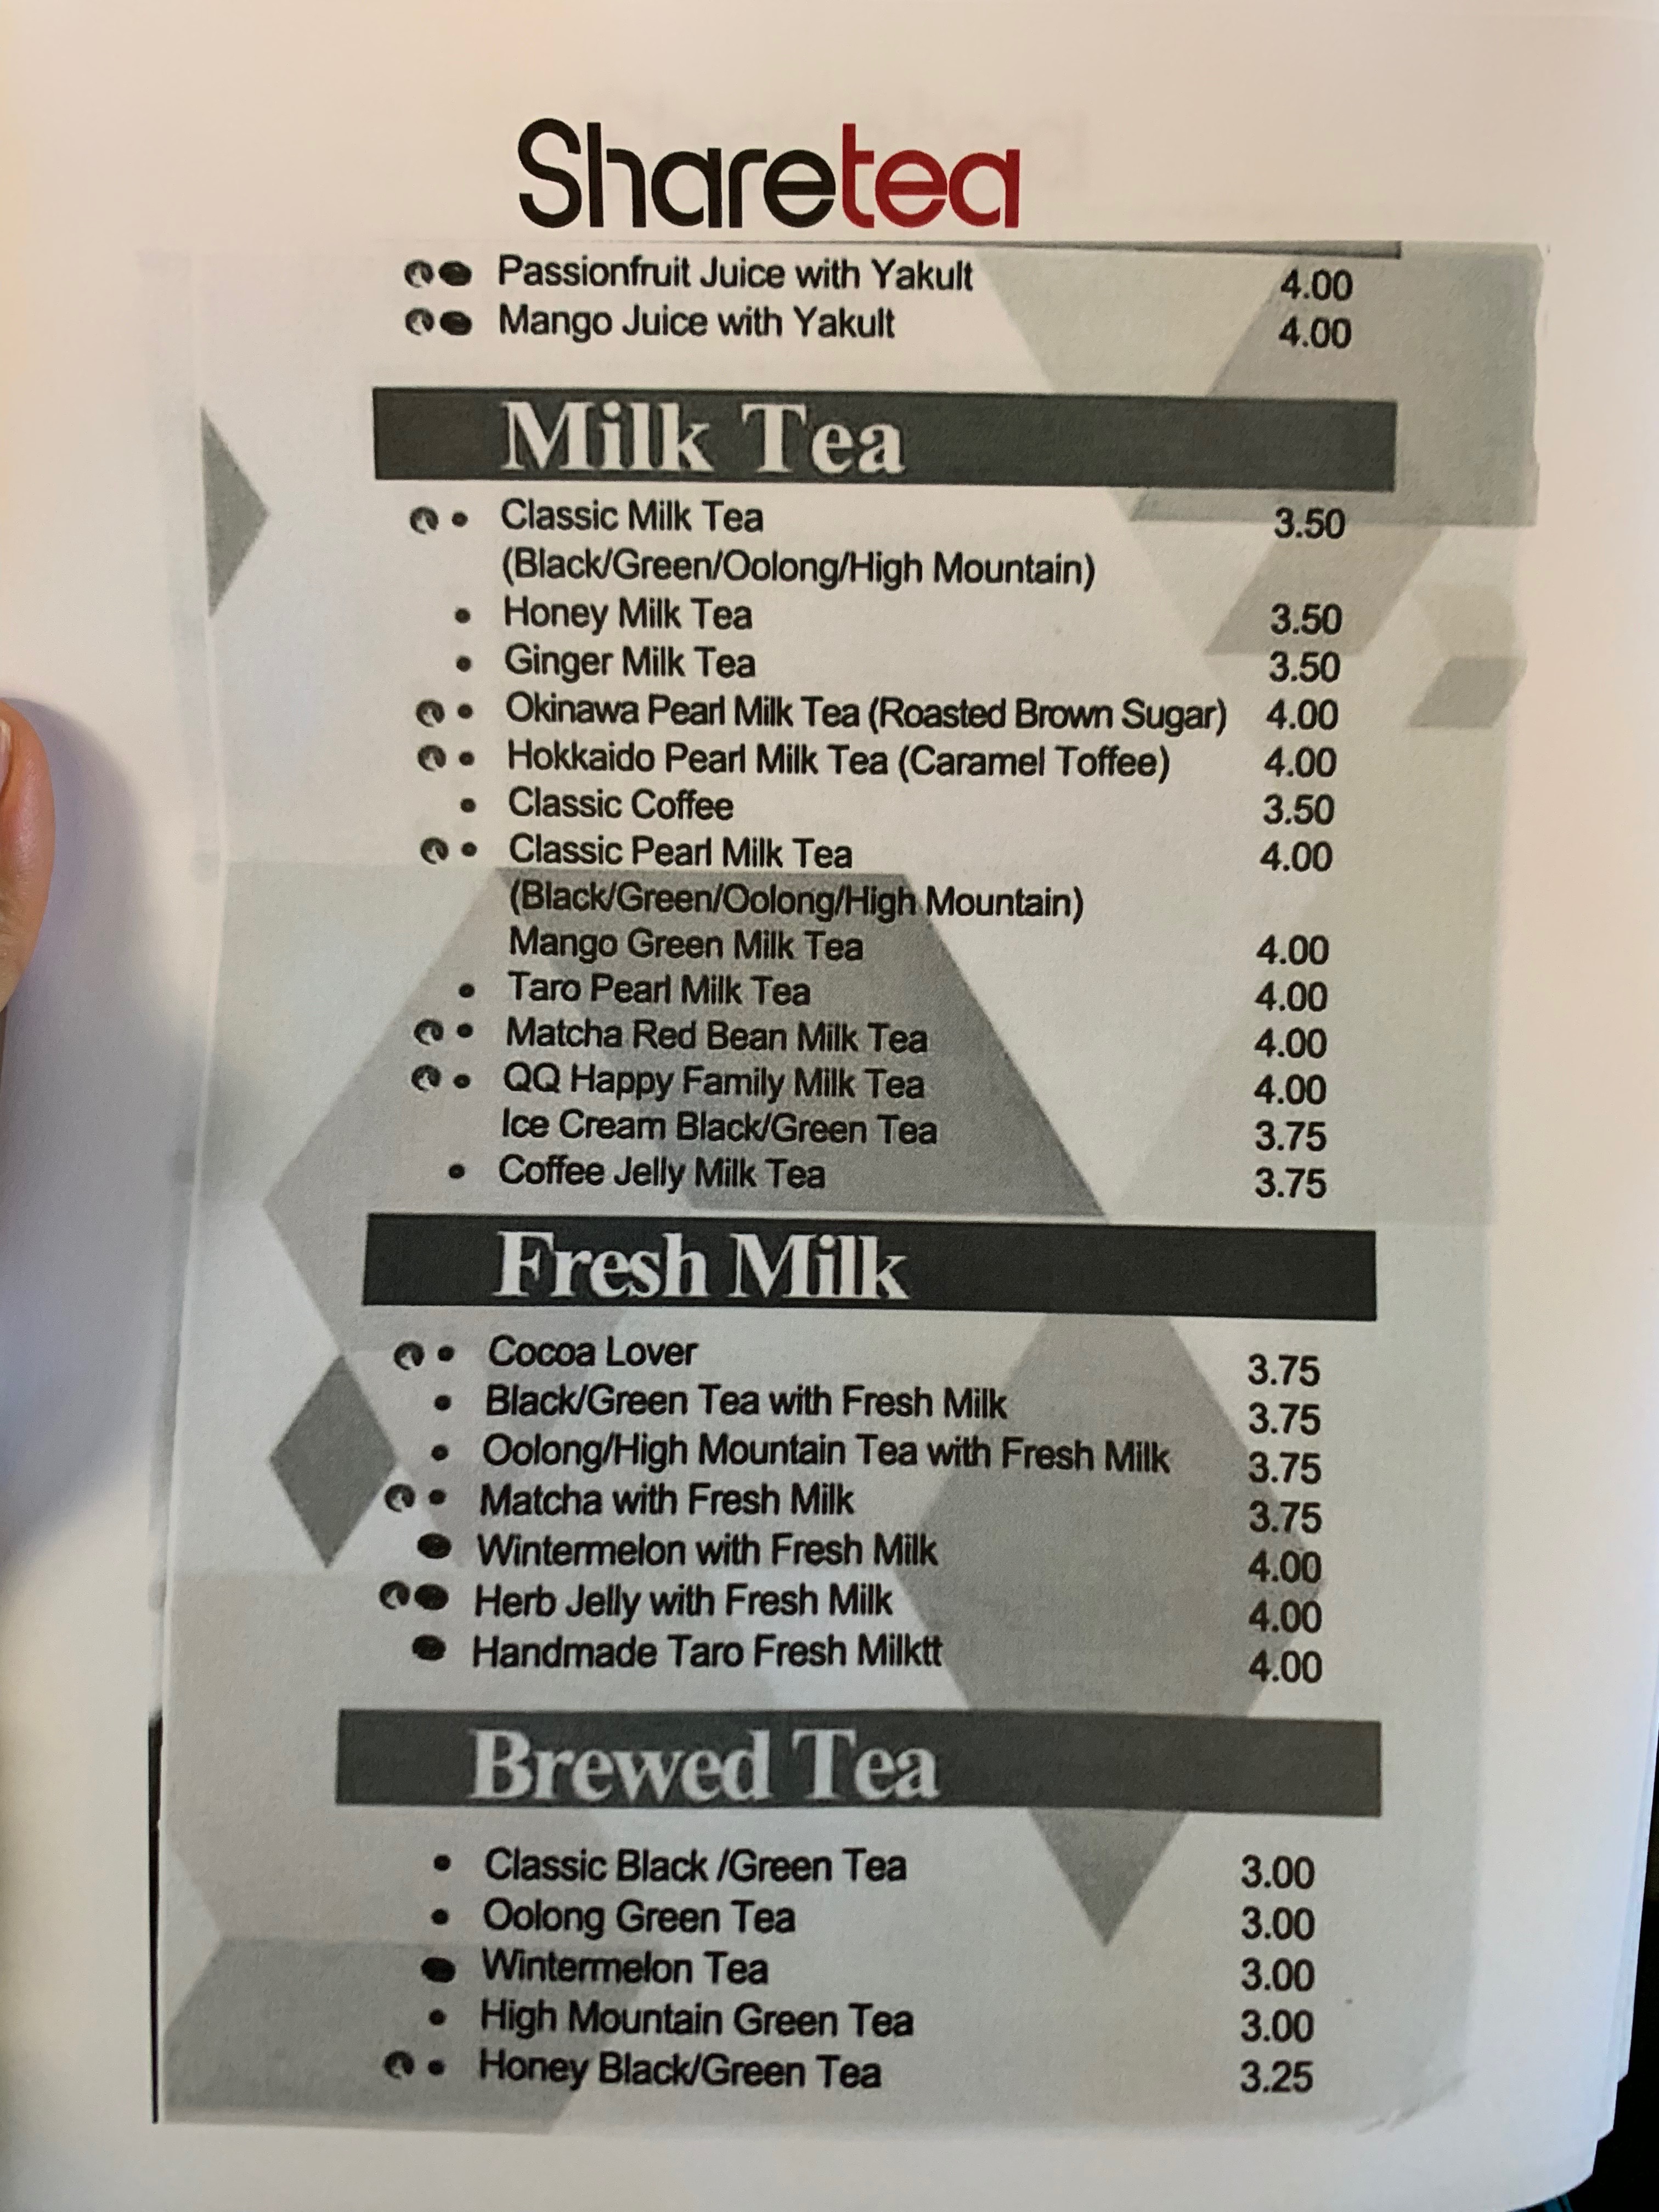 Sharetea
Passionfruit Juice with Yakult 4.00
Mango Juice with Yakult 4.00
Milk Tea
Classic Milk Tea 3.50
(Black/Green/Oolong/High Mountain)
Honey Milk Tea 3.50
Ginger Milk Tea 3.50
Okinawa Pearl Milk Tea (Roasted Brown Sugar) 4.00
Hokkaido Pearl Milk Tea (Caramel Toffee) 4.00
Classic Coffee 3.50
Classic Pearl Milk Tea 4.00
(Black/Green/Oolong/High Mountain)
Mango Green Milk Tea 4.00
Taro Pearl Milk Tea 4.00
Matcha Red Bean Milk Tea 4.00
QQ Happy Family Milk Tea 4.00
Ice Cream Black/Green Tea 3.75
Coffee Jelly Milk Tea 3.75
Fresh Milk
Cocoa Lover 3.75
Black/Green Tea with Fresh Milk 3.75
Oolong/High Mountain Tea with Fresh Milk 3.75
Matcha with Fresh Milk 3.75
Wintermelon with Fresh Milk 4.00
Herb Jelly with Fresh Milk 4.00
Handmade Taro Fresh Milktt 4.00
Brewed Tea
Classic Black /Green Tea 3.00
Oolong Green Tea 3.00
Wintermelon Tea 3.00
High Mountain Green Tea 3.00
Honey Black/Green Tea 3.25